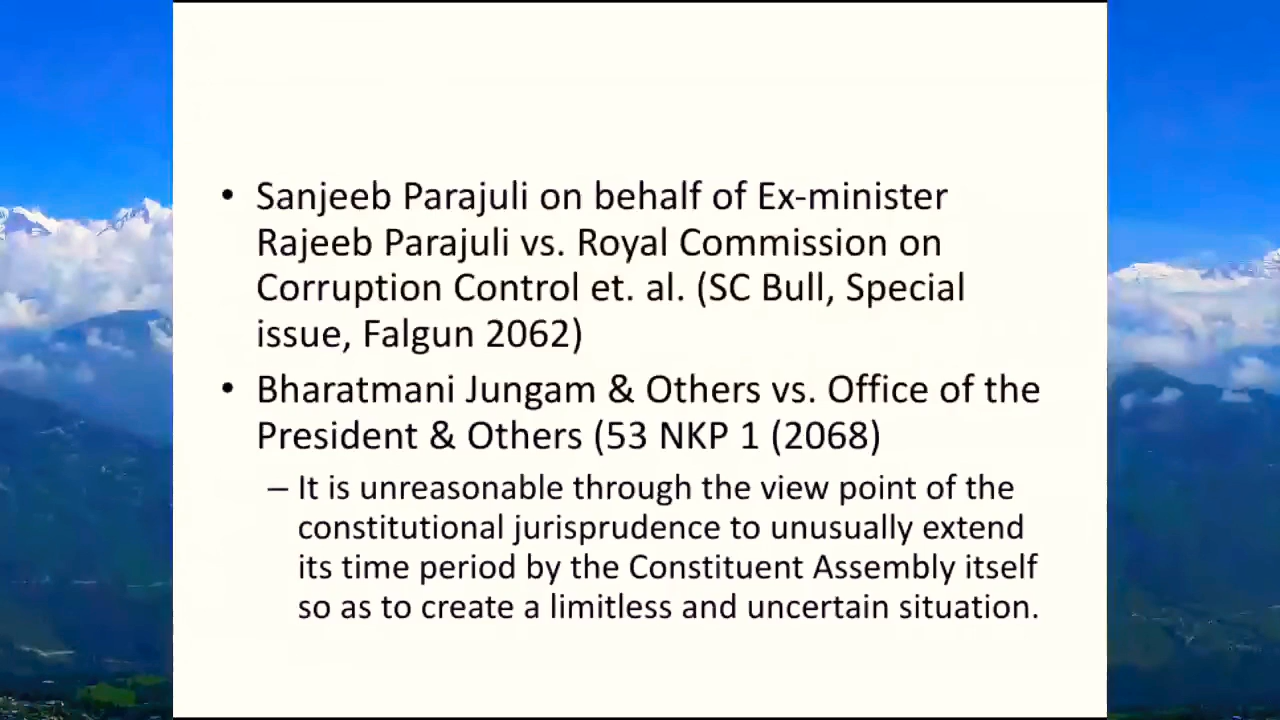 • Sanjeeb Parajuli on behalf of Ex-minister
Rajeeb Parajuli vs. Royal Commission on
Corruption Control et. al. (SC Bull, Special
issue, Falgun 2062)
• Bharatmani Jungam & Others vs. Office of the
President & Others (53 NKP 1 (2068)
– It is unreasonable through the view point of the
constitutional jurisprudence to unusually extend
its time period by the Constituent Assembly itself
so as to create a limitless and uncertain situation.